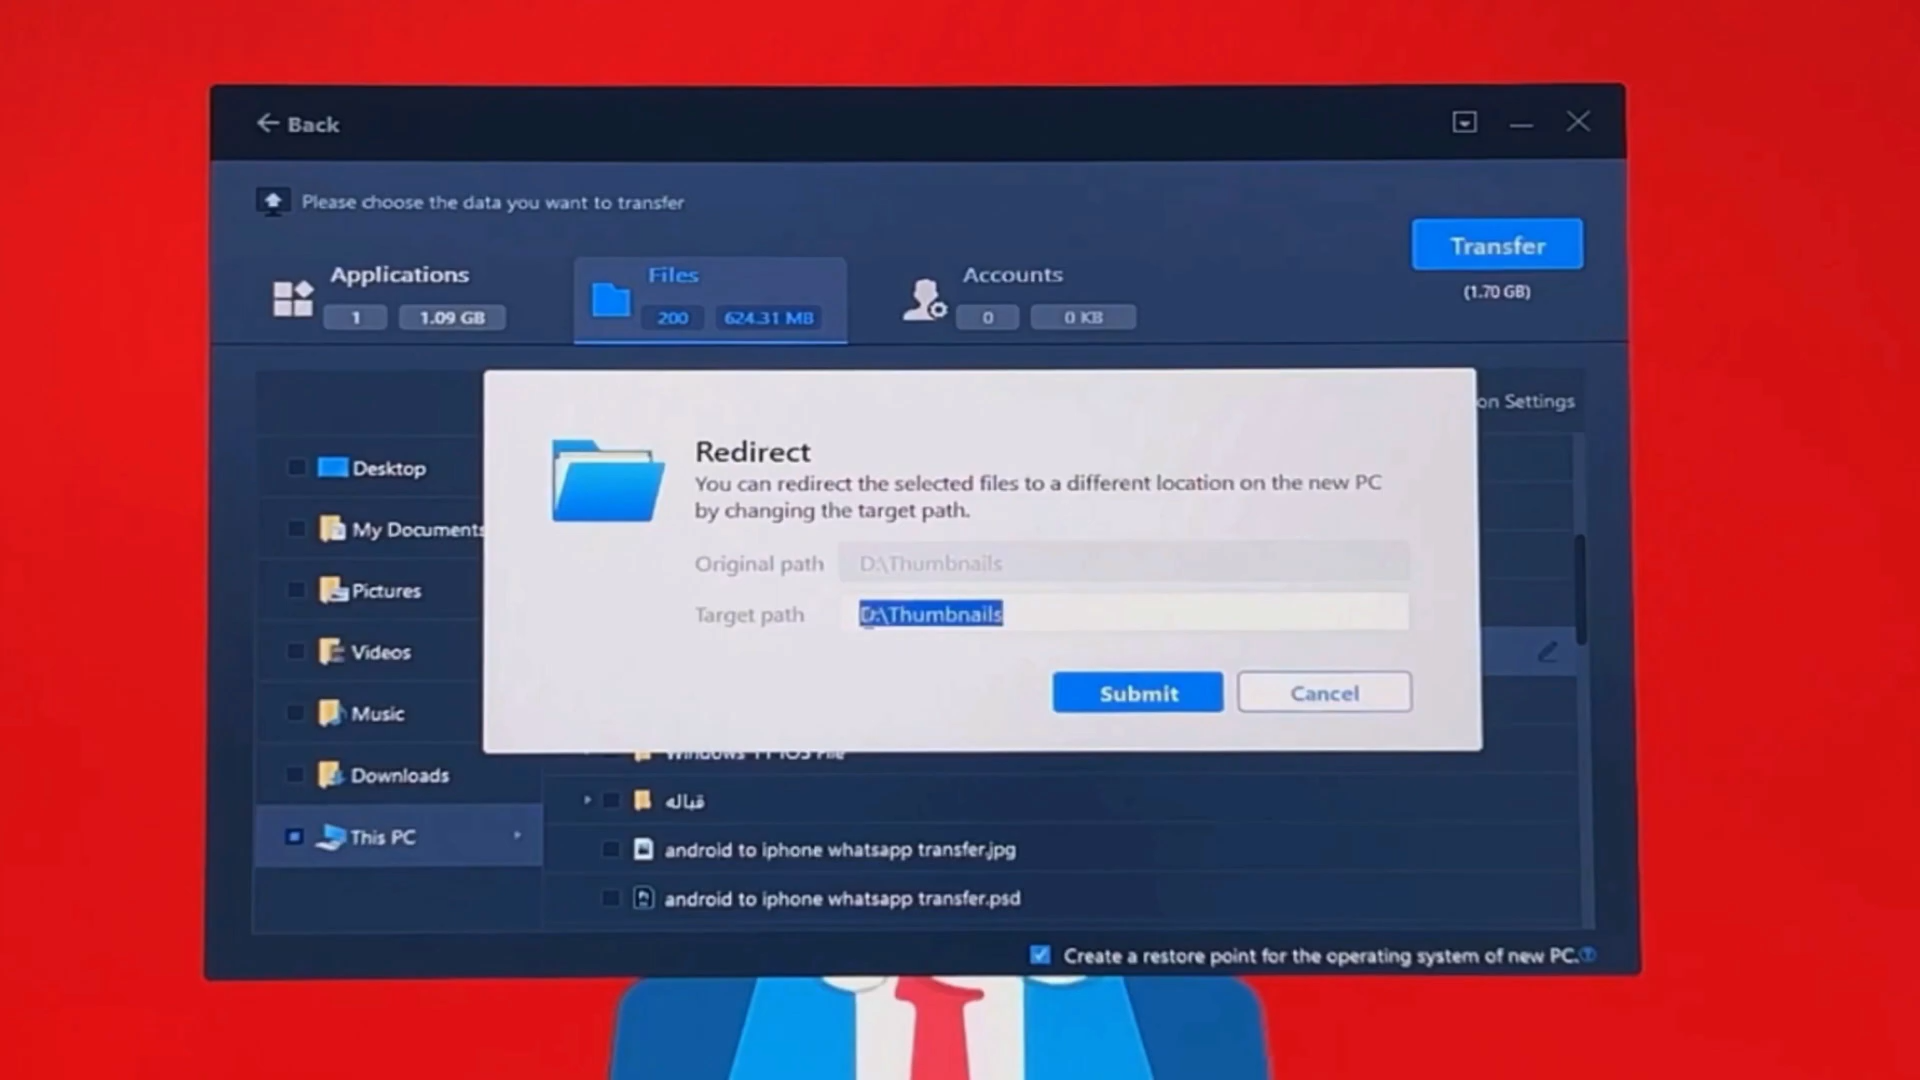 Back
Please choose the data you want to transfer
Transfer
(1.70 GB)
Applications
1
1.09 GB
Files
200
624.31 MB
Accounts
0
0 KB
on Settings
Desktop
My Documents
Pictures
Videos
Music
Downloads
This PC
Redirect
You can redirect the selected files to a different location on the new PC
by changing the target path.
Original path
D:\Thumbnails
Target path
D:\Thumbnails
Submit
Cancel
قباله
android to iphone whatsapp transfer.jpg
android to iphone whatsapp transfer.psd
Create a restore point for the operating system of new PC.